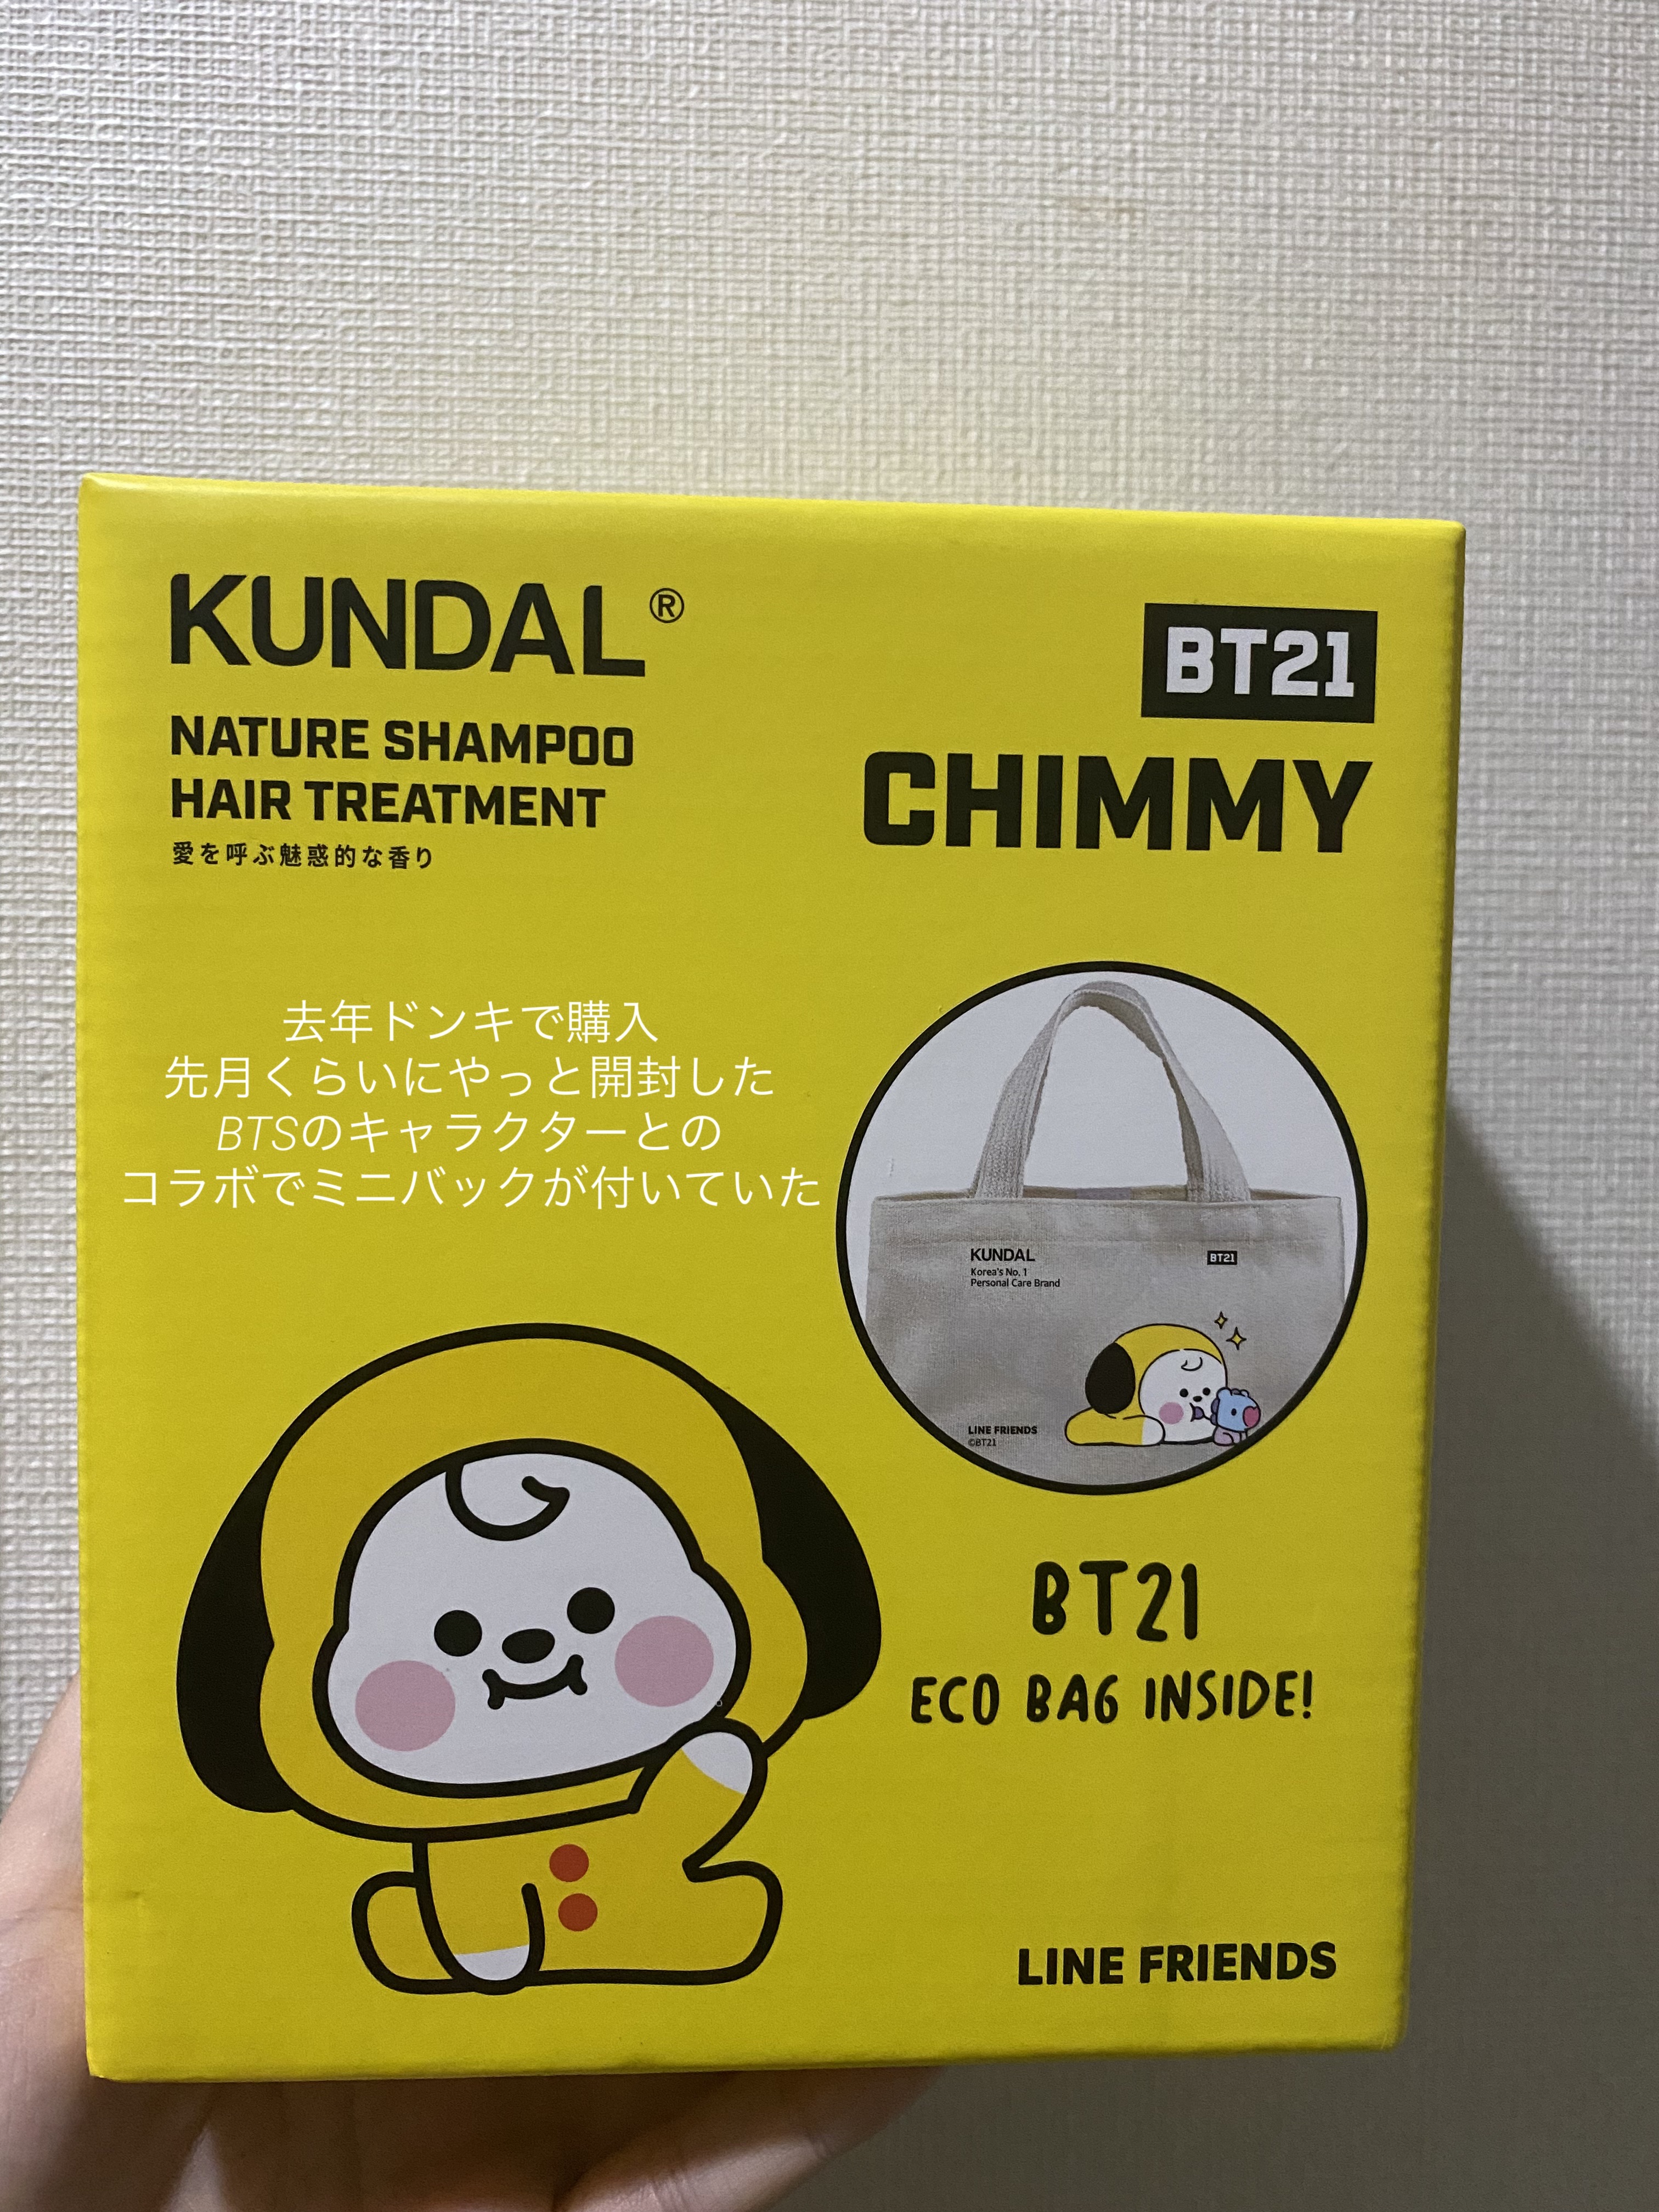 KUNDAL®
NATURE SHAMPOO
HAIR TREATMENT
愛を呼ぶ魅惑的な香り
BT21
CHIMMY
去年ドンキで購入
先月くらいにやっと開封した
BTSのキャラクターとの
コラボでミニバックが付いていた
KUNDAL
Korea's No. 1
Personal Care Brand
BT21
LINE FRIENDS
©BT21
BT21
ECO BAG INSIDE!
LINE FRIENDS